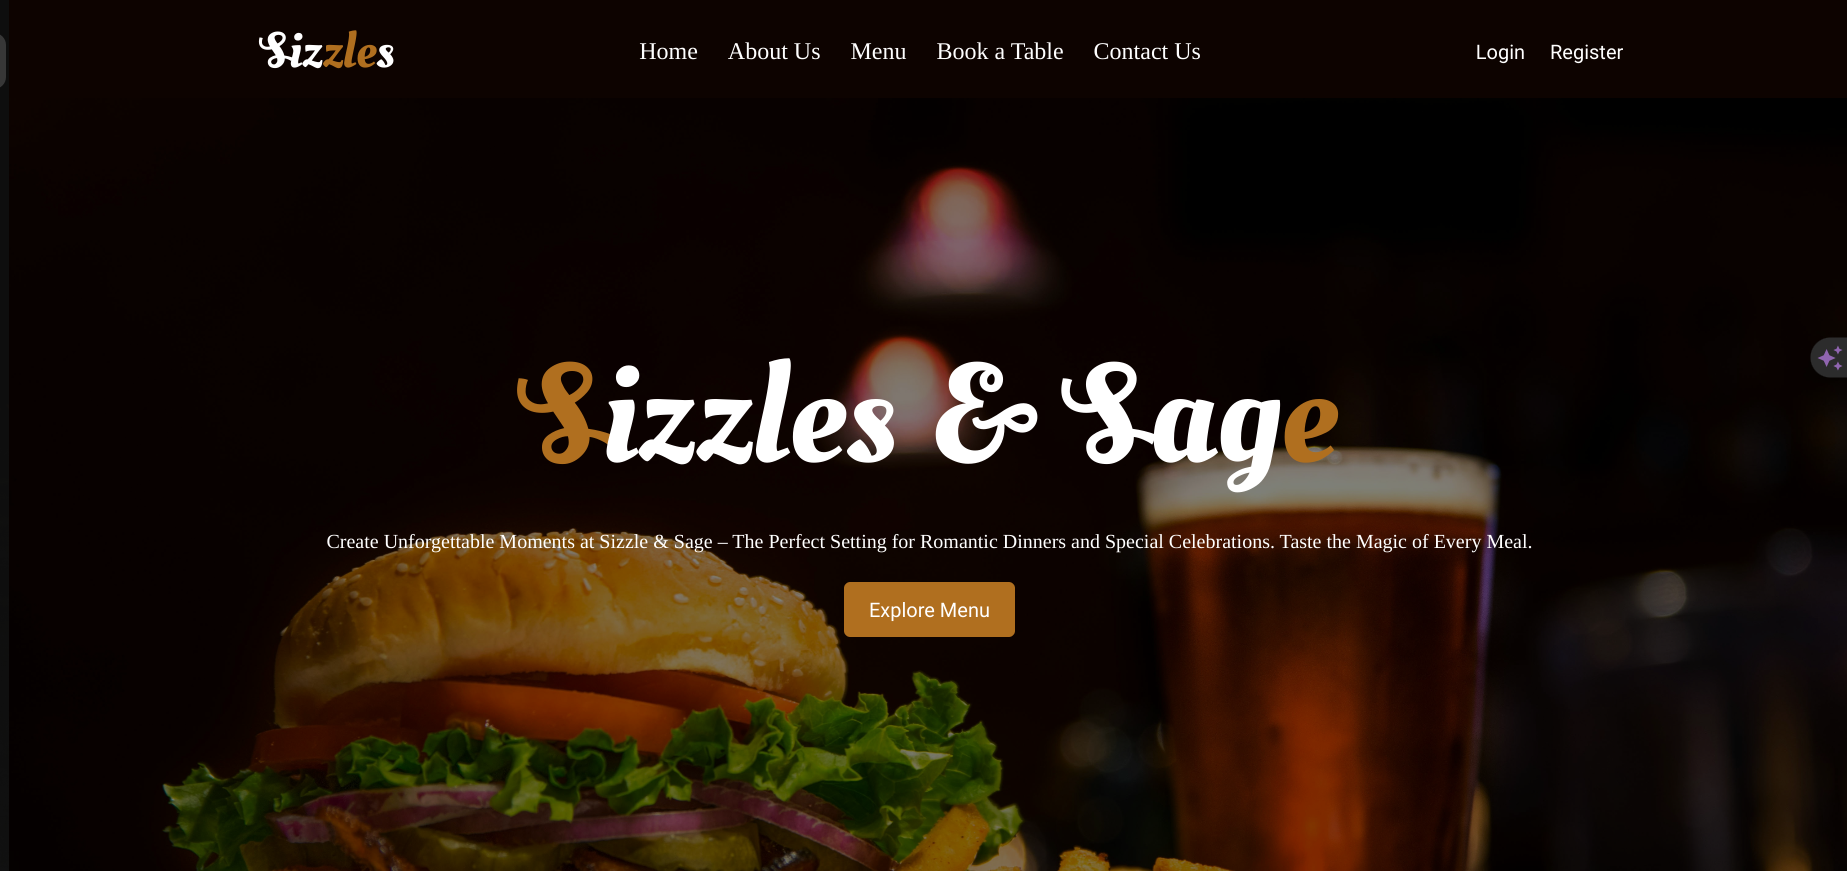 Sizzles
Home About Us Menu Book a Table Contact Us
Login Register
Sizzles & Sage
Create Unforgettable Moments at Sizzle & Sage – The Perfect Setting for Romantic Dinners and Special Celebrations. Taste the Magic of Every Meal.
Explore Menu